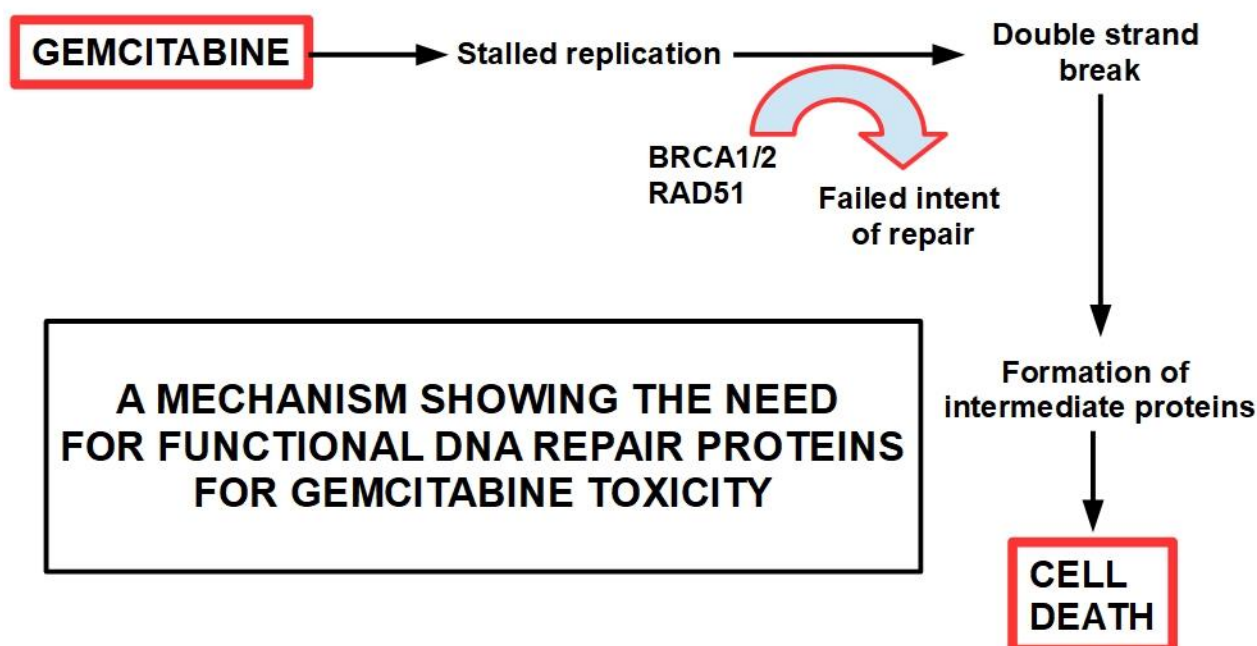 GEMCITABINE
Stalled replication
Double strand
break
BRCA1/2
RAD51
Failed intent
of repair
Formation of
intermediate proteins
A MECHANISM SHOWING THE NEED
FOR FUNCTIONAL DNA REPAIR PROTEINS
FOR GEMCITABINE TOXICITY
CELL
DEATH